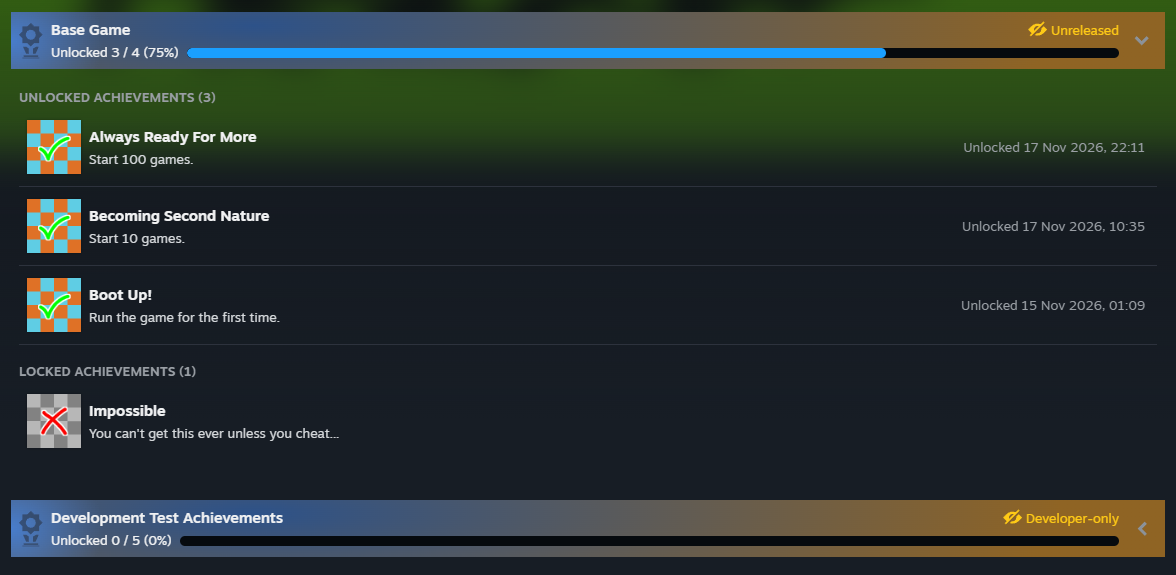 Base Game
Unreleased
Unlocked 3 / 4 (75%)
UNLOCKED ACHIEVEMENTS (3)
Always Ready For More
Start 100 games.
Unlocked 17 Nov 2026, 22:11
Becoming Second Nature
Start 10 games.
Unlocked 17 Nov 2026, 10:35
Boot Up!
Run the game for the first time.
Unlocked 15 Nov 2026, 01:09
LOCKED ACHIEVEMENTS (1)
Impossible
You can't get this ever unless you cheat...
Development Test Achievements
Developer-only
Unlocked 0 / 5 (0%)